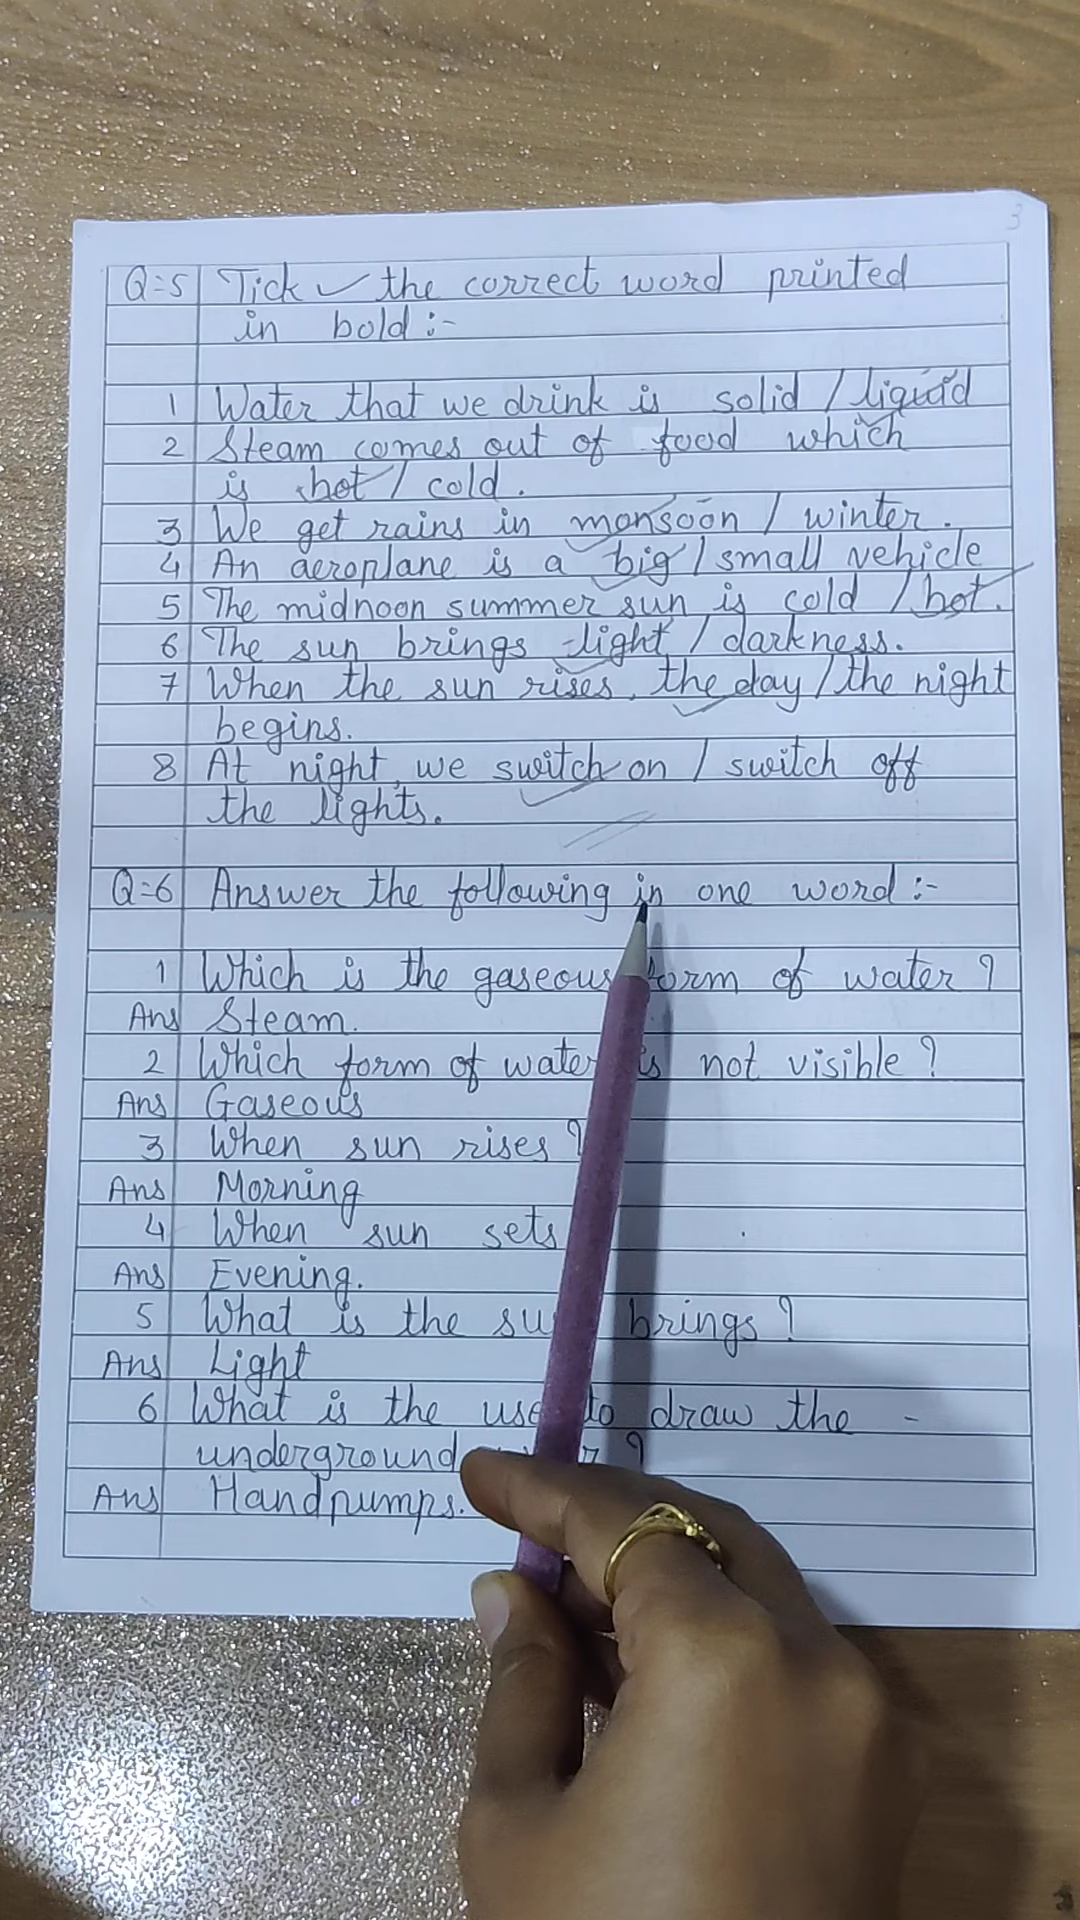 3
Q=5 Tick ✓ the correct word printed
in bold :-
1 Water that we drink is solid / liquid
2 Steam comes out of food which
is hot / cold.
3 We get rains in monsoon / winter.
4 An aeroplane is a big / small vehicle
5 The midnoon summer sun is cold / hot.
6 The sun brings light / darkness.
7 When the sun rises, the day / the night
begins.
8 At night, we switch on / switch off
the lights.
Q=6 Answer the following in one word :-
1 Which is the gaseous form of water ?
Ans Steam.
2 Which form of water is not visible ?
Ans Gaseous
3 When sun rises ?
Ans Morning
4 When sun sets
Ans Evening.
5 What is the brings ?
Ans Light
6 What is the use to draw the -
underground ?
Ans Handpumps.